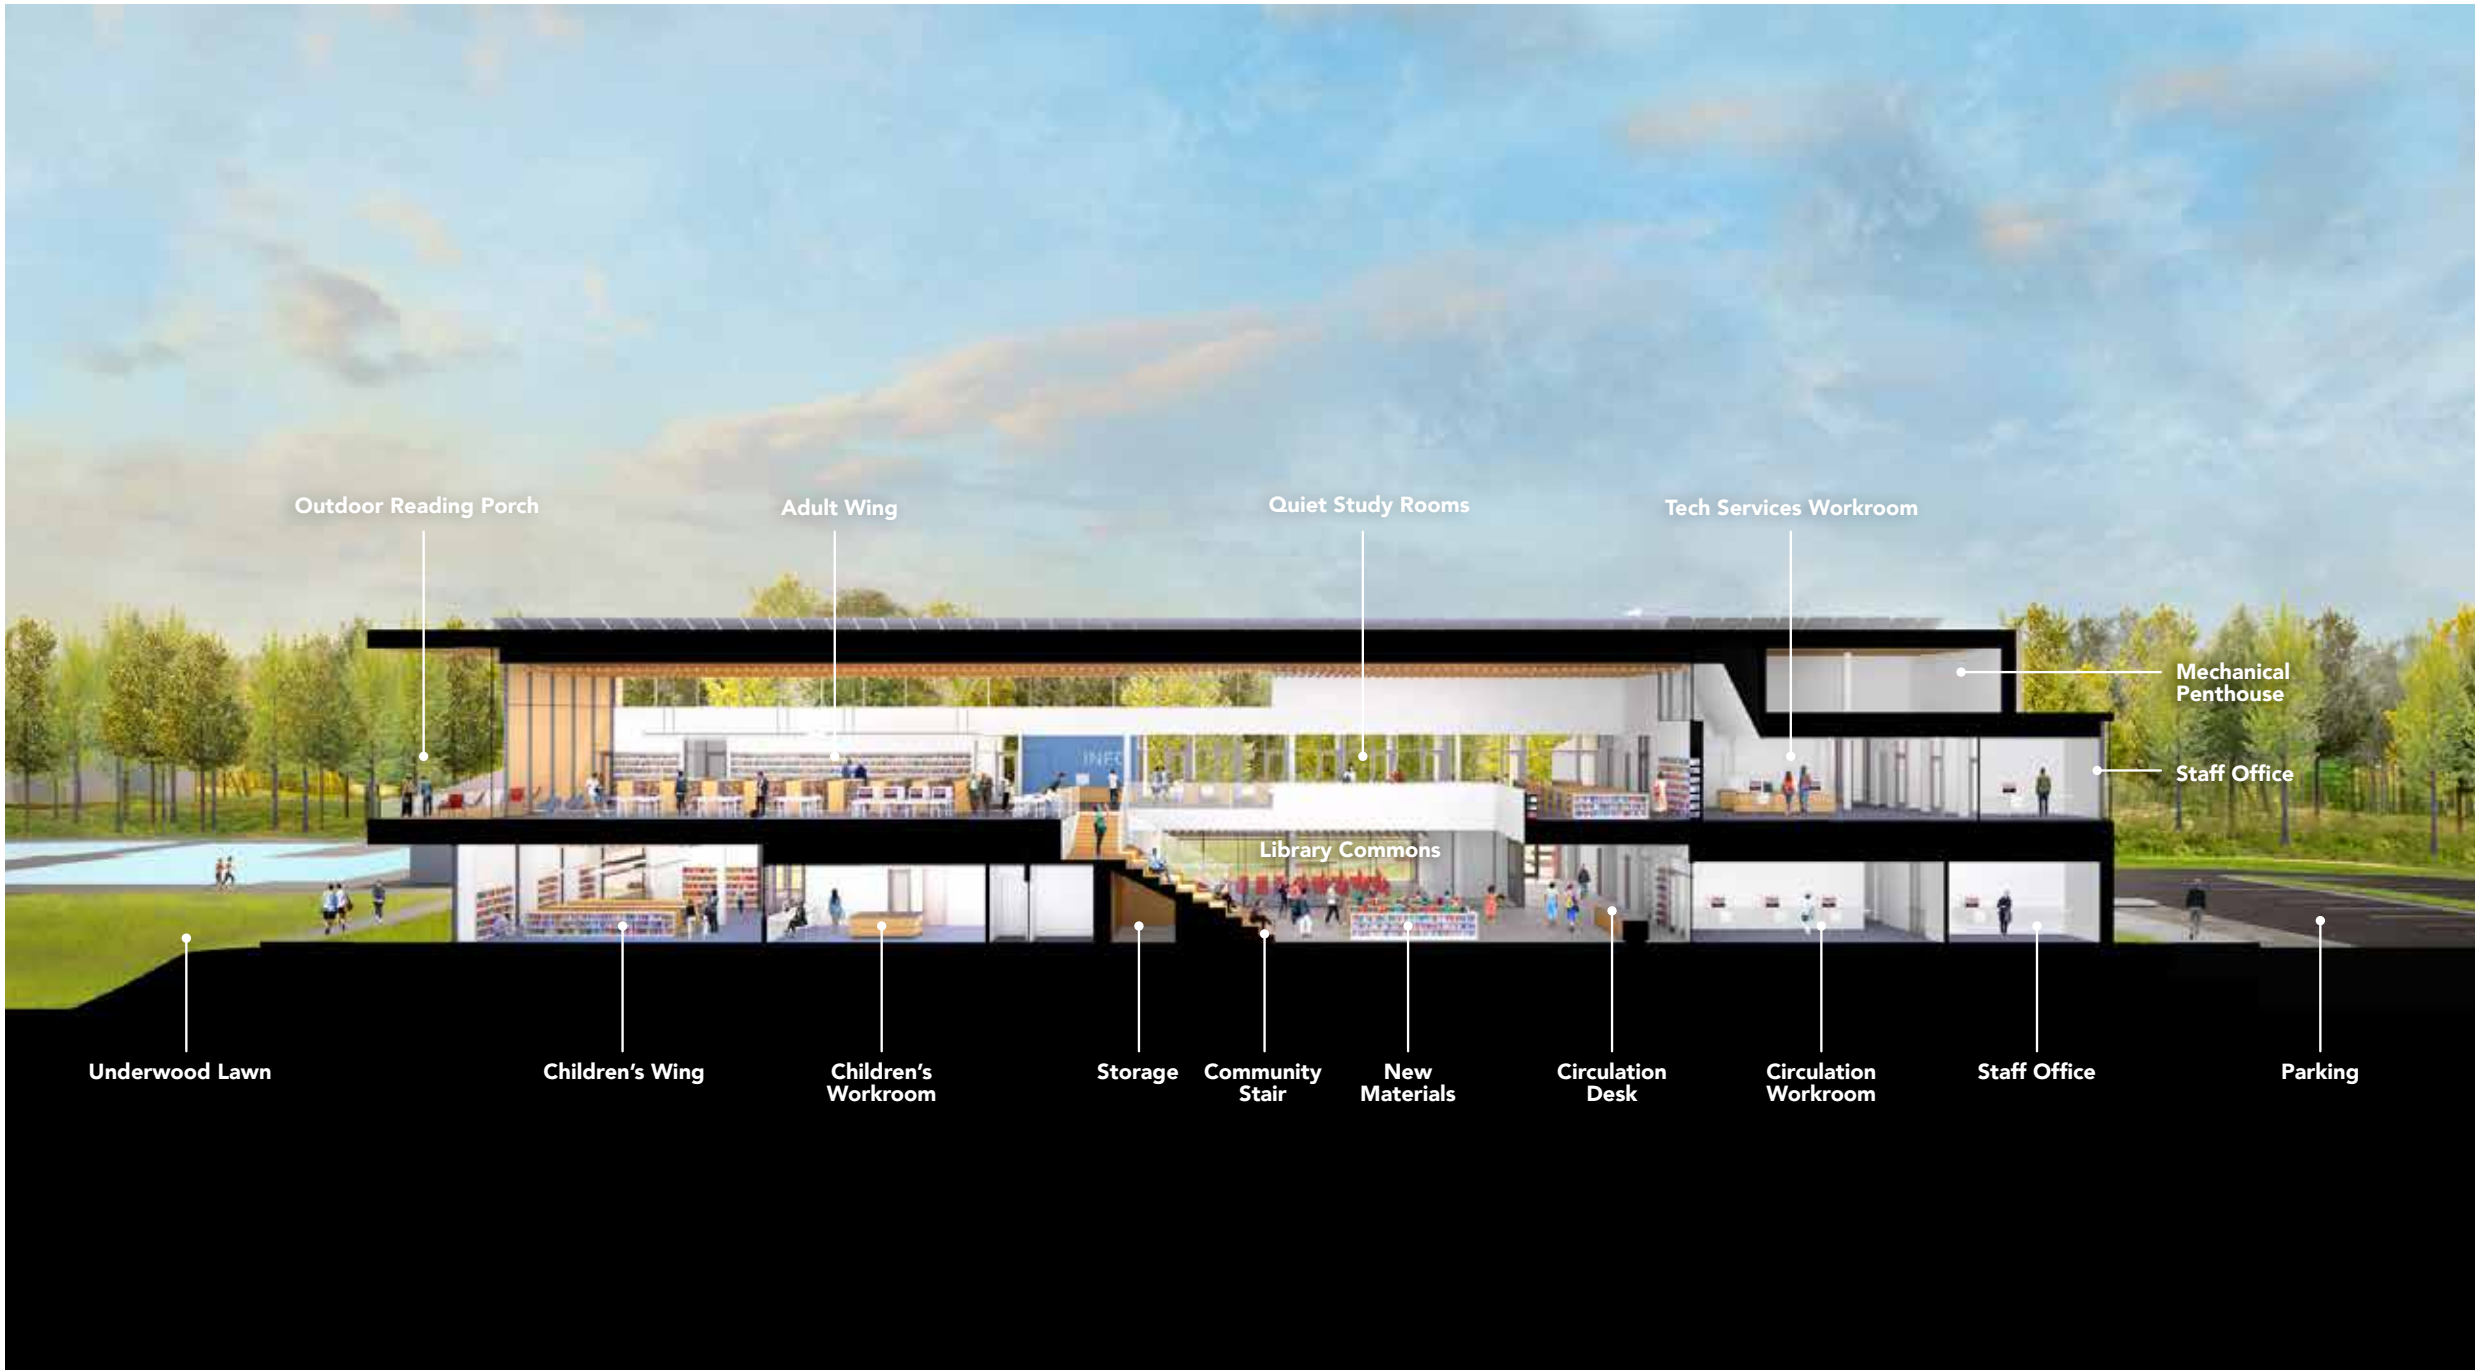 Outdoor Reading Porch
Adult Wing
Quiet Study Rooms
Tech Services Workroom
Mechanical
Penthouse
INFO
Staff Office
Library Commons
Underwood Lawn
Children's Wing
Children's
Workroom
Storage
Community
Stair
New
Materials
Circulation
Desk
Circulation
Workroom
Staff Office
Parking